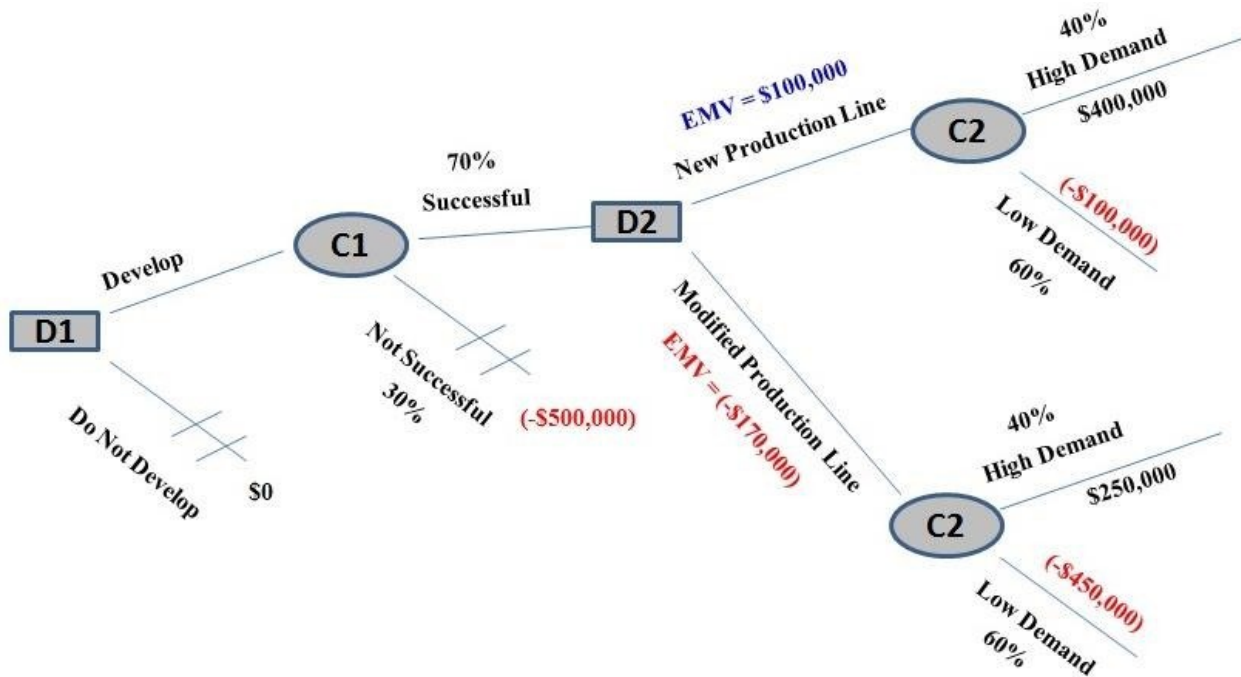 40%
High Demand
$400,000
EMV = $100,000
New Production Line
C2
(-$100,000)
Low Demand
60%
70%
Successful
D2
C1
Develop
D1
Not Successful
30%
(-$500,000)
Do Not Develop
$0
Modified Production Line
EMV = (-$170,000)
40%
High Demand
$250,000
C2
(-$450,000)
Low Demand
60%